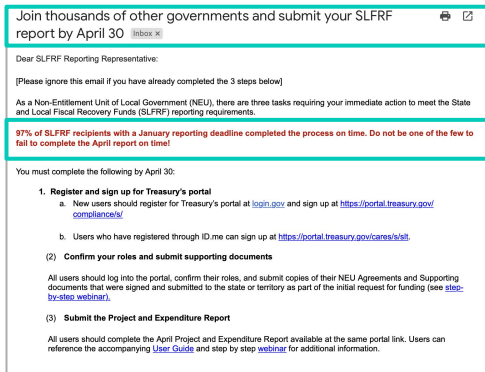 Join thousands of other governments and submit your SLFRF
report by April 30 Inbox ×
Dear SLFRF Reporting Representative:
[Please ignore this email if you have already completed the 3 steps below]
As a Non-Entitlement Unit of Local Government (NEU), there are three tasks requiring your immediate action to meet the State
and Local Fiscal Recovery Funds (SLFRF) reporting requirements.
97% of SLFRF recipients with a January reporting deadline completed the process on time. Do not be one of the few to
fail to complete the April report on time!
You must complete the following by April 30:
1. Register and sign up for Treasury's portal
a. New users should register for Treasury's portal at login.gov and sign up at https://portal.treasury.gov/
compliance/s/
b. Users who have registered through ID.me can sign up at https://portal.treasury.gov/cares/s/slt.
(2) Confirm your roles and submit supporting documents
All users should log into the portal, confirm their roles, and submit copies of their NEU Agreements and Supporting
documents that were signed and submitted to the state or territory as part of the initial request for funding (see step-
by-step webinar).
(3) Submit the Project and Expenditure Report
All users should complete the April Project and Expenditure Report available at the same portal link. Users can
reference the accompanying User Guide and step by step webinar for additional information.